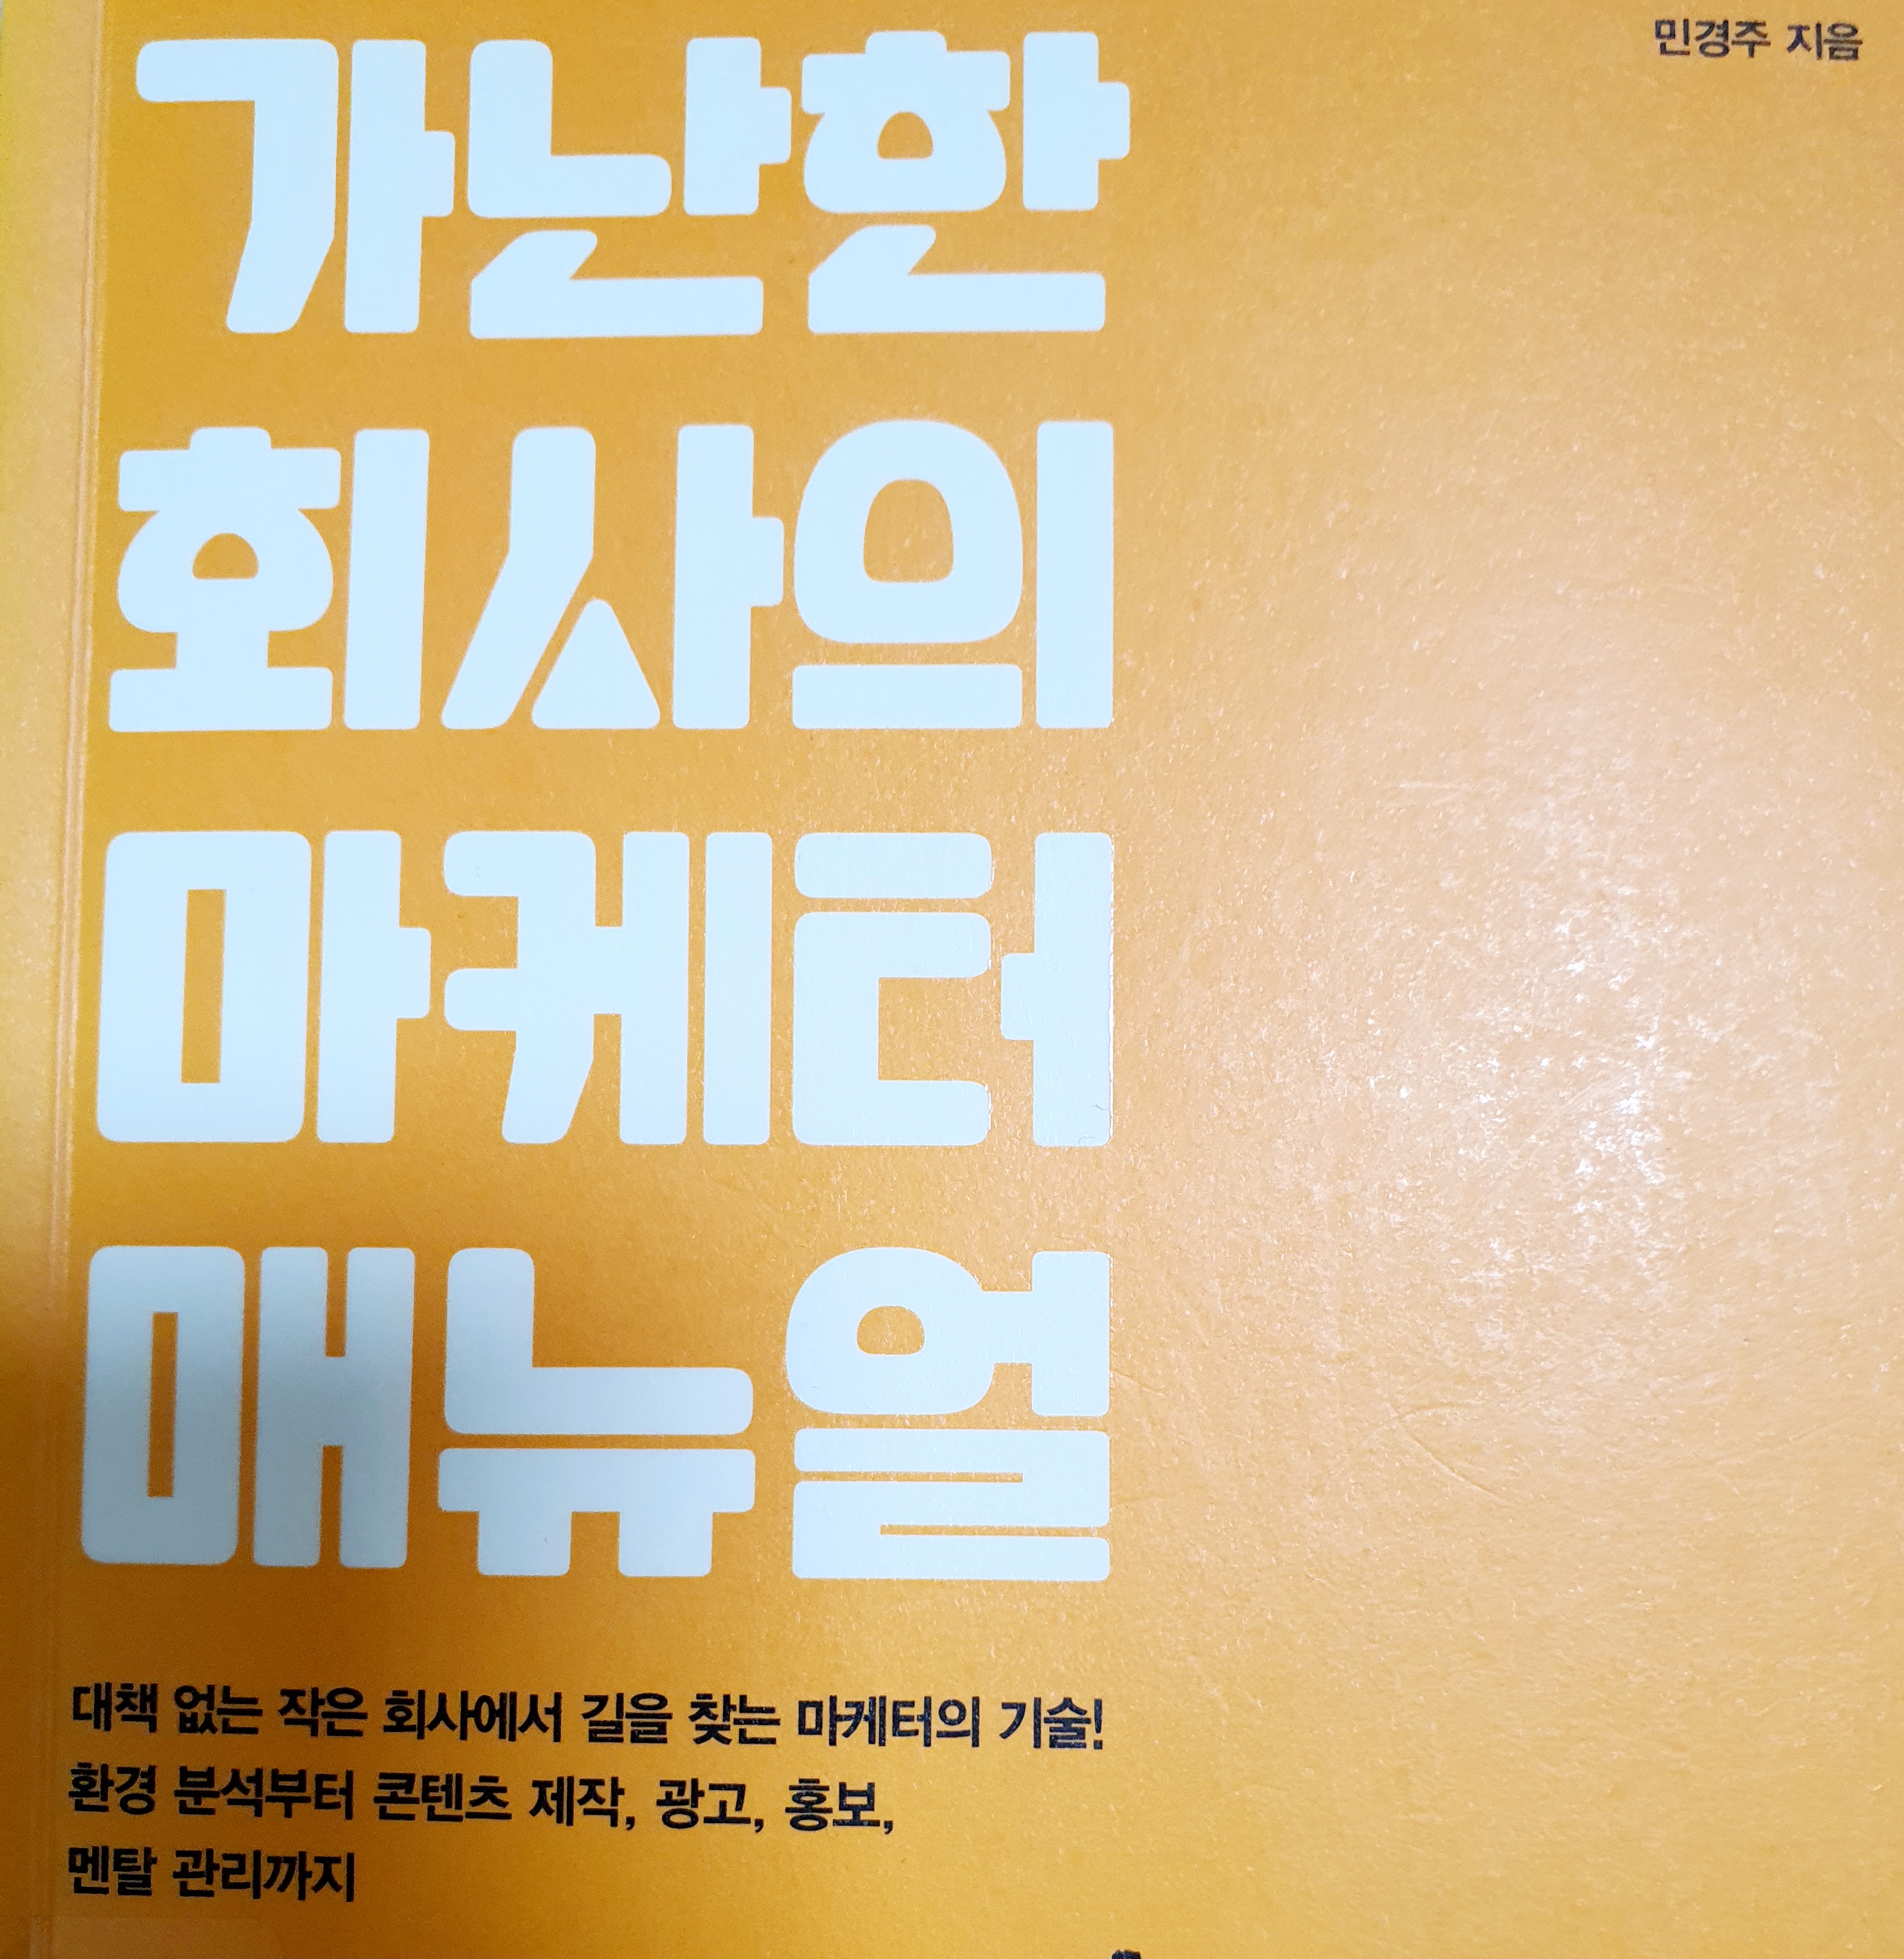 민경주 지음
가난한
회사의
마케터
매뉴얼
대책 없는 작은 회사에서 길을 찾는 마케터의 기술!
환경 분석부터 콘텐츠 제작, 광고, 홍보,
멘탈 관리까지